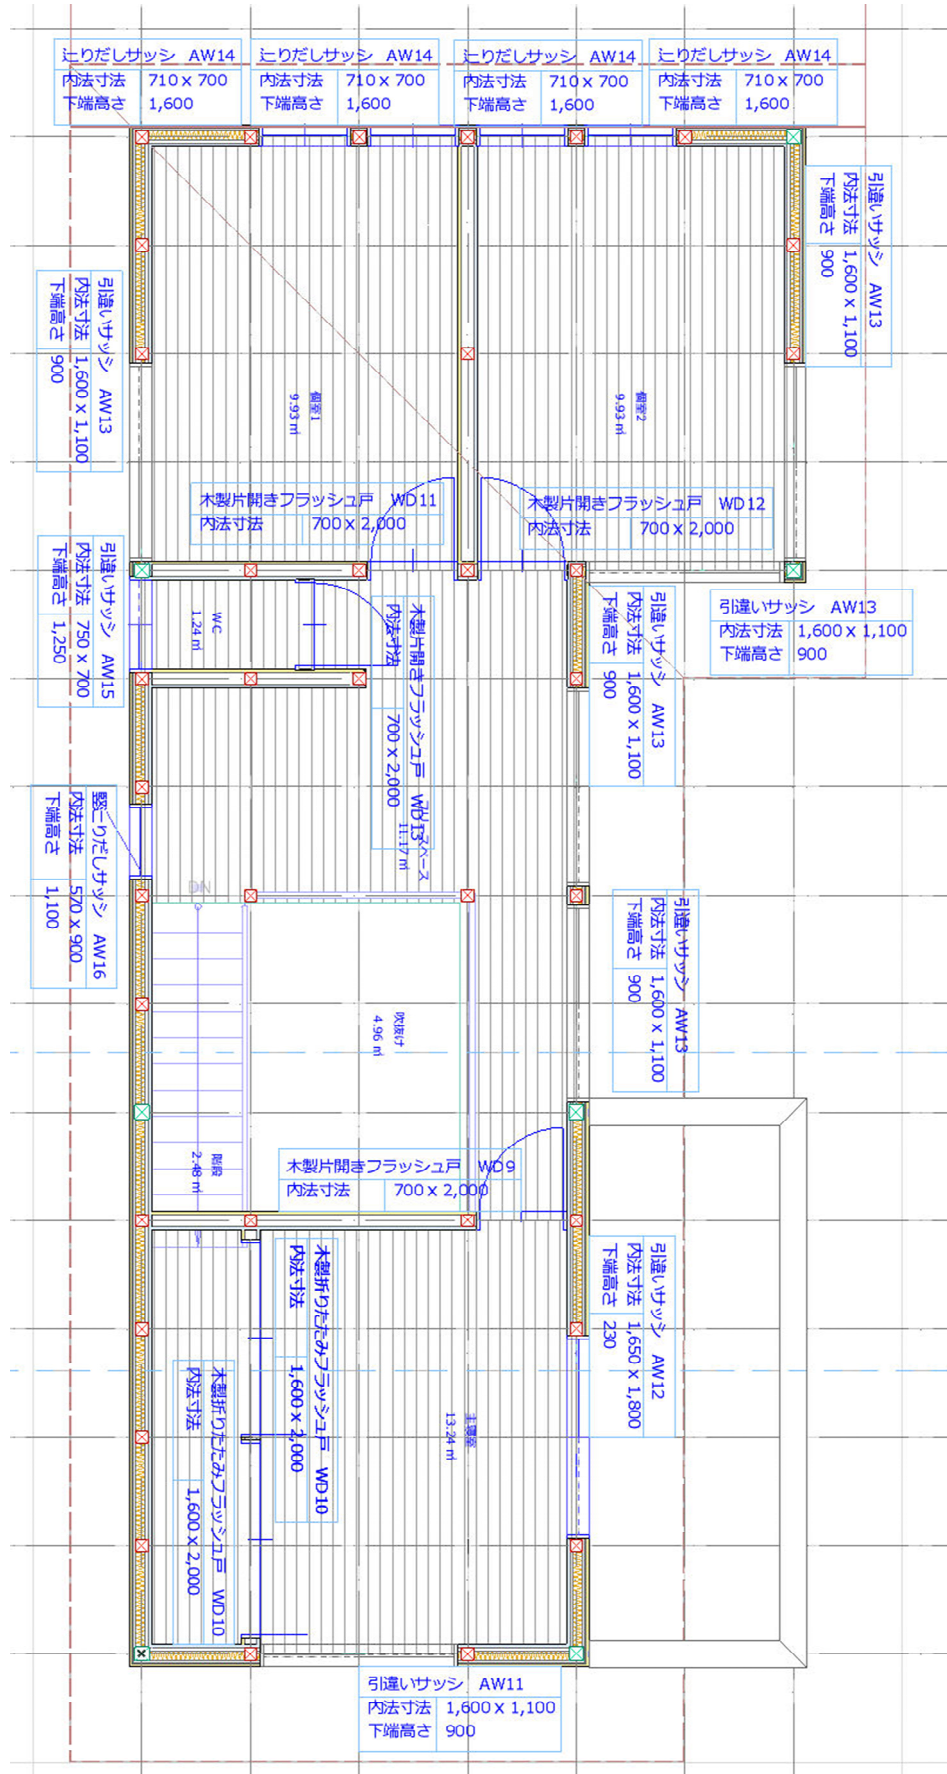 辷りだしサッシ AW14
内法寸法 710 x 700
下端高さ 1,600
辷りだしサッシ AW14
内法寸法 710 x 700
下端高さ 1,600
辷りだしサッシ AW14
内法寸法 710 x 700
下端高さ 1,600
辷りだしサッシ AW14
内法寸法 710 x 700
下端高さ 1,600
引違いサッシ AW13
内法寸法 1,600 x 1,100
下端高さ 900
引違いサッシ AW13
内法寸法 1,600 x 1,100
下端高さ 900
個室1
9.93 ㎡
個室2
9.93 ㎡
木製片開きフラッシュ戸 WD11
内法寸法 700 x 2,000
木製片開きフラッシュ戸 WD12
内法寸法 700 x 2,000
引違いサッシ AW15
内法寸法 750 x 700
下端高さ 1,250
WC
1.24 ㎡
木製片開きフラッシュ戸 WD13
内法寸法 700 x 2,000
引違いサッシ AW13
内法寸法 1,600 x 1,100
下端高さ 900
引違いサッシ AW13
内法寸法 1,600 x 1,100
下端高さ 900
スペース
11.17 ㎡
竪辷りだしサッシ AW16
内法寸法 570 x 900
下端高さ 1,100
DN
引違いサッシ AW13
内法寸法 1,600 x 1,100
下端高さ 900
吹抜け
4.96 ㎡
階段
2.48 ㎡
木製片開きフラッシュ戸 WD9
内法寸法 700 x 2,000
木製折りたたみフラッシュ戸 WD10
内法寸法 1,600 x 2,000
引違いサッシ AW12
内法寸法 1,650 x 1,800
下端高さ 230
木製折りたたみフラッシュ戸 WD10
内法寸法 1,600 x 2,000
主寝室
13.24 ㎡
引違いサッシ AW11
内法寸法 1,600 x 1,100
下端高さ 900